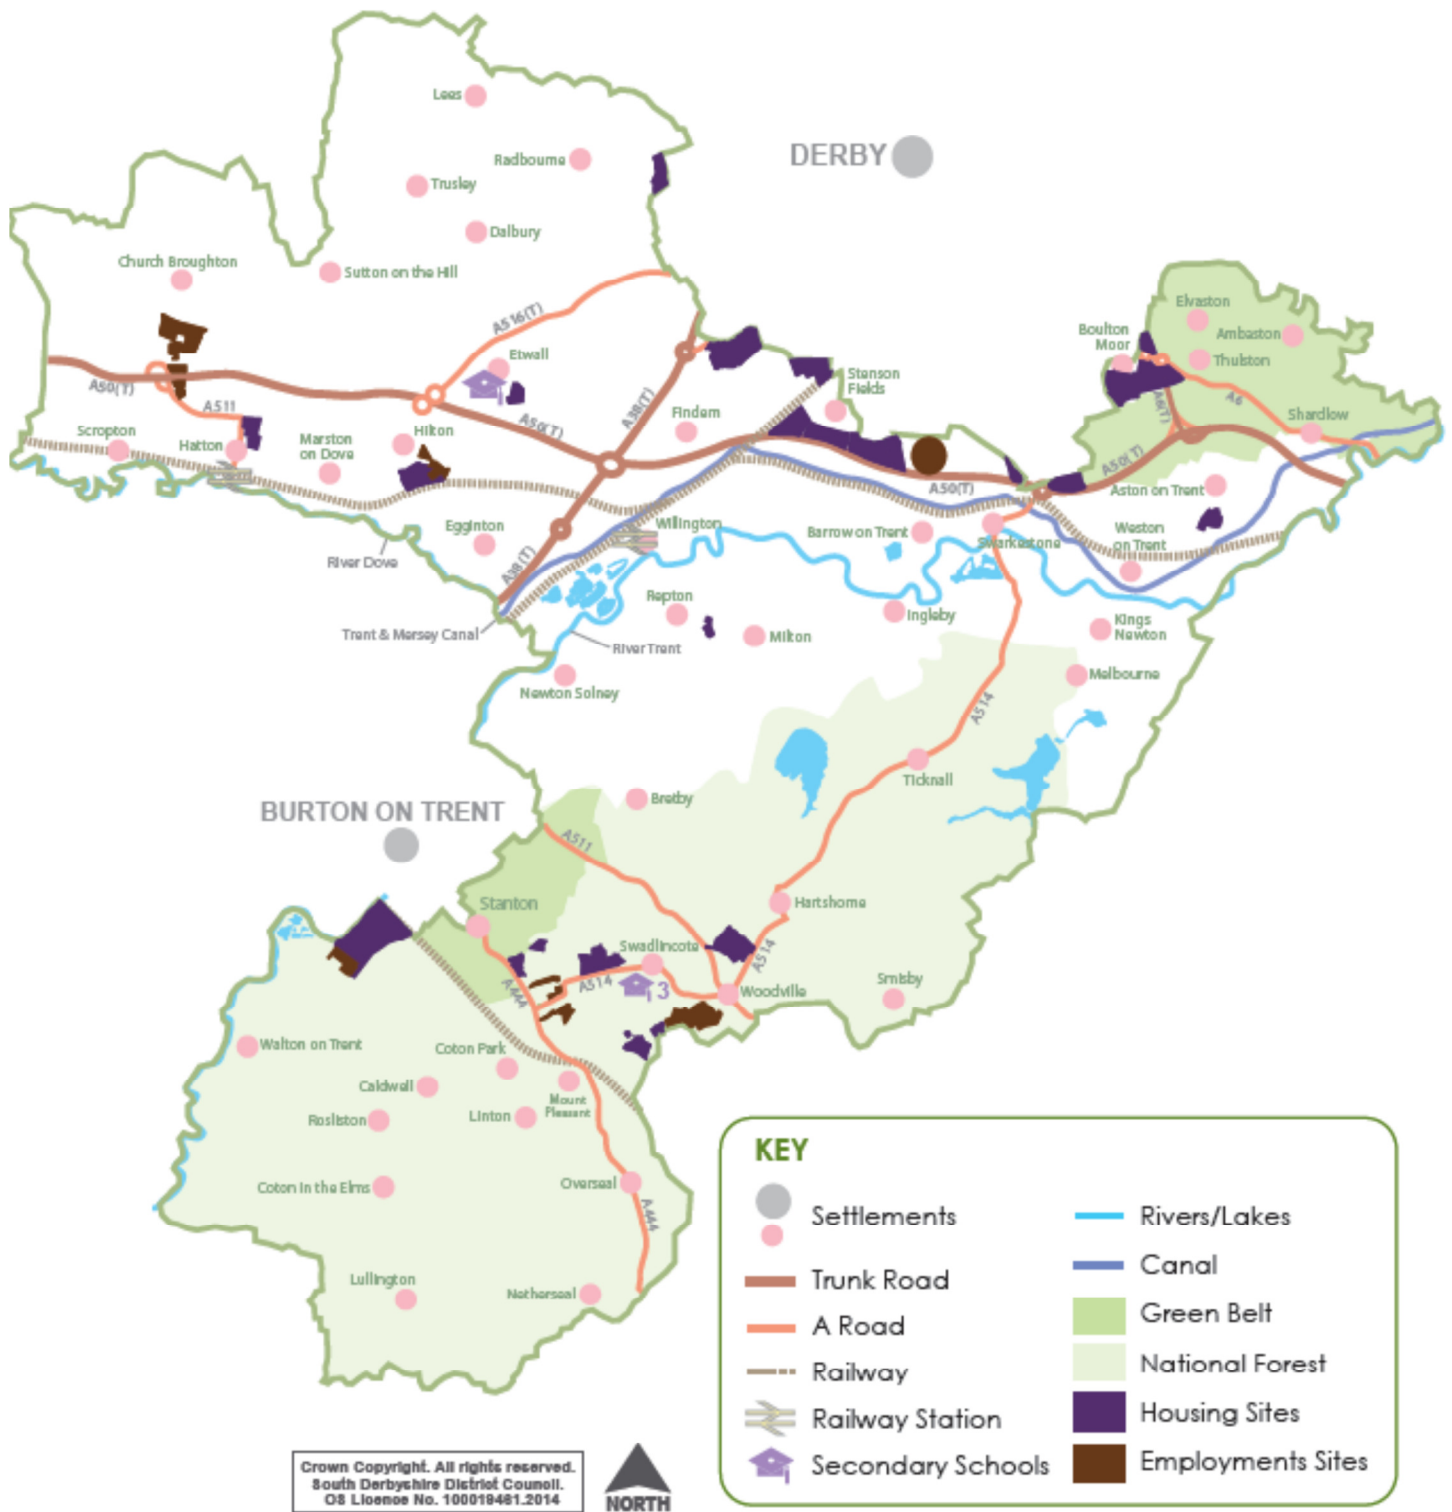 Lees
DERBY
Radbourne
Trusley
Dalbury
Church Broughton
Sutton on the Hill
Elvaston
Ambaston
Boulton
Moor
Thulston
A516(T)
Etwall
Stenson
Fields
A50(T)
A511
A38(T)
A50(T)
Findern
A6(T)
A6
Shardlow
Scropton
Hatton
Marston
on Dove
Hilton
A50(T)
A50(T)
Aston on Trent
Egginton
Willington
Barrow on Trent
Swarkestone
Weston
on Trent
River Dove
A38(T)
Repton
Ingleby
Kings
Newton
Trent & Mersey Canal
River Trent
Milton
Melbourne
Newton Solney
A514
Ticknall
Bretby
BURTON ON TRENT
A511
Stanton
Hartshorne
Swadlincote
A514
A444
A514
3
Woodville
Smisby
Walton on Trent
Coton Park
Caldwell
Mount
Pleasant
Rosliston
Linton
Coton in the Elms
Overseal
A444
Lullington
Netherseal
KEY
Settlements
Trunk Road
A Road
Railway
Railway Station
Secondary Schools
Rivers/Lakes
Canal
Green Belt
National Forest
Housing Sites
Employments Sites
Crown Copyright. All rights reserved.
South Derbyshire District Council.
OS Licence No. 100019461.2014
NORTH